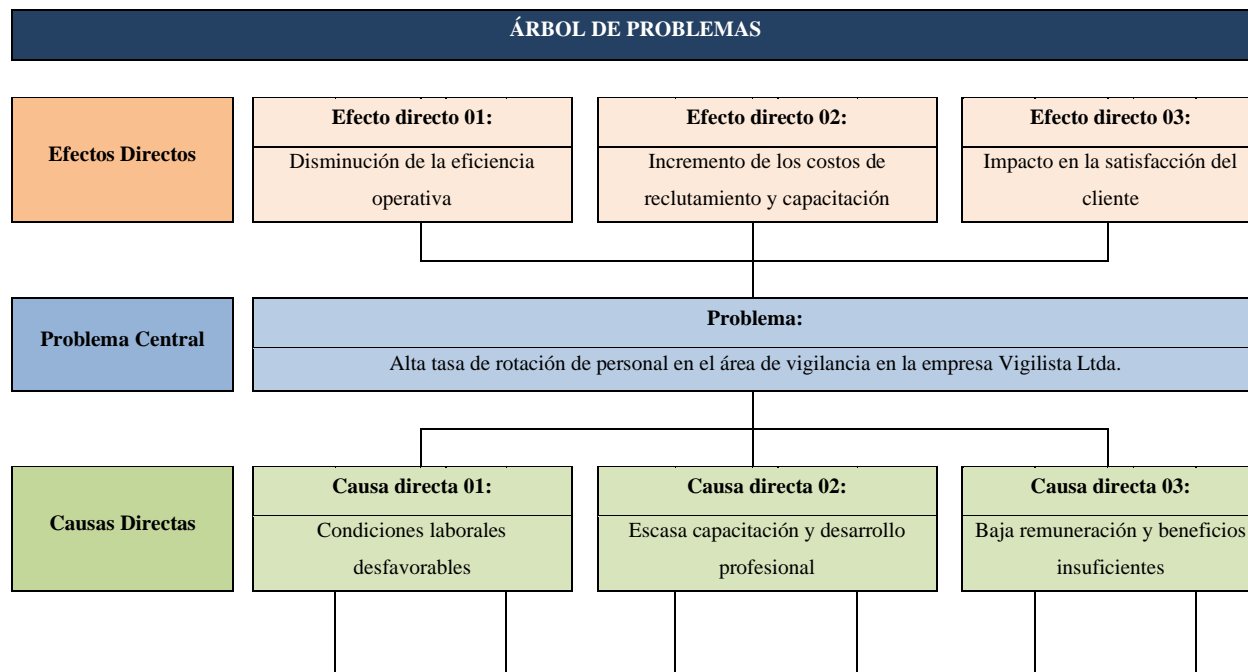 ÁRBOL DE PROBLEMAS
Efectos Directos
Efecto directo 01:
Disminución de la eficiencia
operativa
Efecto directo 02:
Incremento de los costos de
reclutamiento y capacitación
Efecto directo 03:
Impacto en la satisfacción del
cliente
Problema Central
Problema:
Alta tasa de rotación de personal en el área de vigilancia en la empresa Vigilista Ltda.
Causas Directas
Causa directa 01:
Condiciones laborales
desfavorables
Causa directa 02:
Escasa capacitación y desarrollo
profesional
Causa directa 03:
Baja remuneración y beneficios
insuficientes